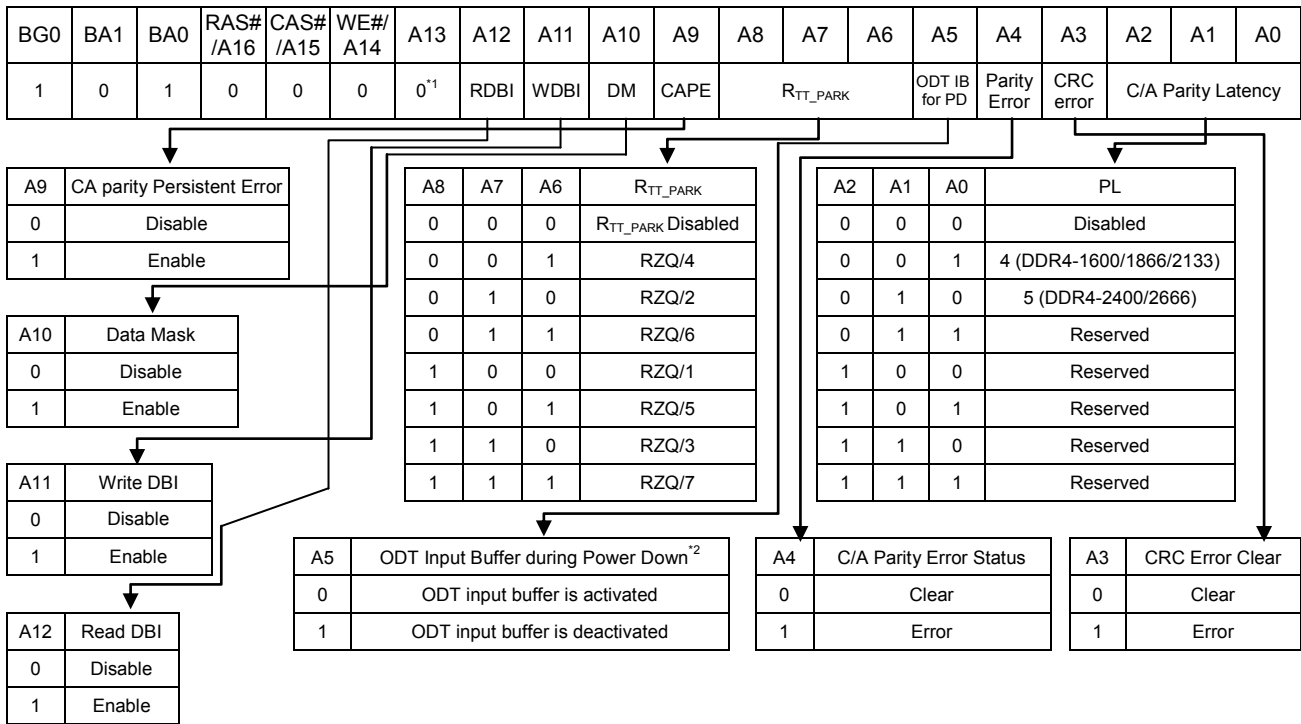 BG0 BA1 BA0 RAS# /A16 CAS# /A15 WE#/ A14 A13 A12 A11 A10 A9 A8 A7 A6 A5 A4 A3 A2 A1 A0
1 0 1 0 0 0 0*1 RDBI WDBI DM CAPE RTT_PARK ODT IB for PD Parity Error CRC error C/A Parity Latency
A9 CA parity Persistent Error
0 Disable
1 Enable
A10 Data Mask
0 Disable
1 Enable
A11 Write DBI
0 Disable
1 Enable
A12 Read DBI
0 Disable
1 Enable
A8 A7 A6 RTT_PARK
0 0 0 RTT_PARK Disabled
0 0 1 RZQ/4
0 1 0 RZQ/2
0 1 1 RZQ/6
1 0 0 RZQ/1
1 0 1 RZQ/5
1 1 0 RZQ/3
1 1 1 RZQ/7
A2 A1 A0 PL
0 0 0 Disabled
0 0 1 4 (DDR4-1600/1866/2133)
0 1 0 5 (DDR4-2400/2666)
0 1 1 Reserved
1 0 0 Reserved
1 0 1 Reserved
1 1 0 Reserved
1 1 1 Reserved
A5 ODT Input Buffer during Power Down*2
0 ODT input buffer is activated
1 ODT input buffer is deactivated
A4 C/A Parity Error Status
0 Clear
1 Error
A3 CRC Error Clear
0 Clear
1 Error